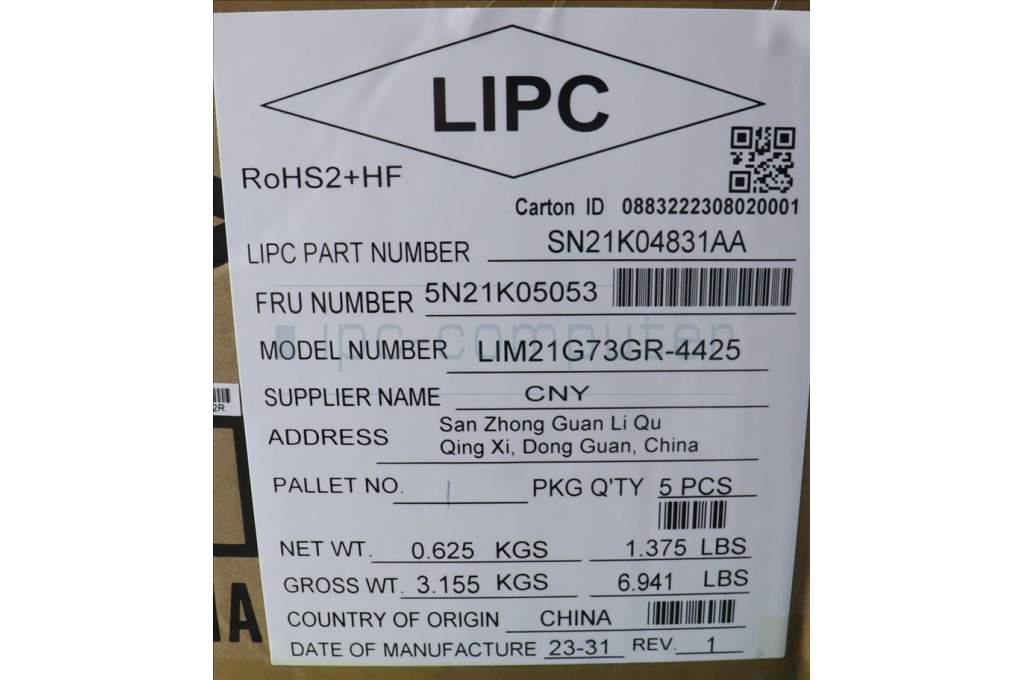 LIPC
RoHS2+HF
Carton ID 0883222308020001
LIPC PART NUMBER SN21K04831AA
FRU NUMBER 5N21K05053
ipc computer
MODEL NUMBER LIM21G73GR-4425
SUPPLIER NAME CNY
ADDRESS San Zhong Guan Li Qu
Qing Xi, Dong Guan, China
2R
PALLET NO. PKG Q'TY 5 PCS
NET WT. 0.625 KGS 1.375 LBS
GROSS WT. 3.155 KGS 6.941 LBS
COUNTRY OF ORIGIN CHINA
DATE OF MANUFACTURE 23-31 REV. 1